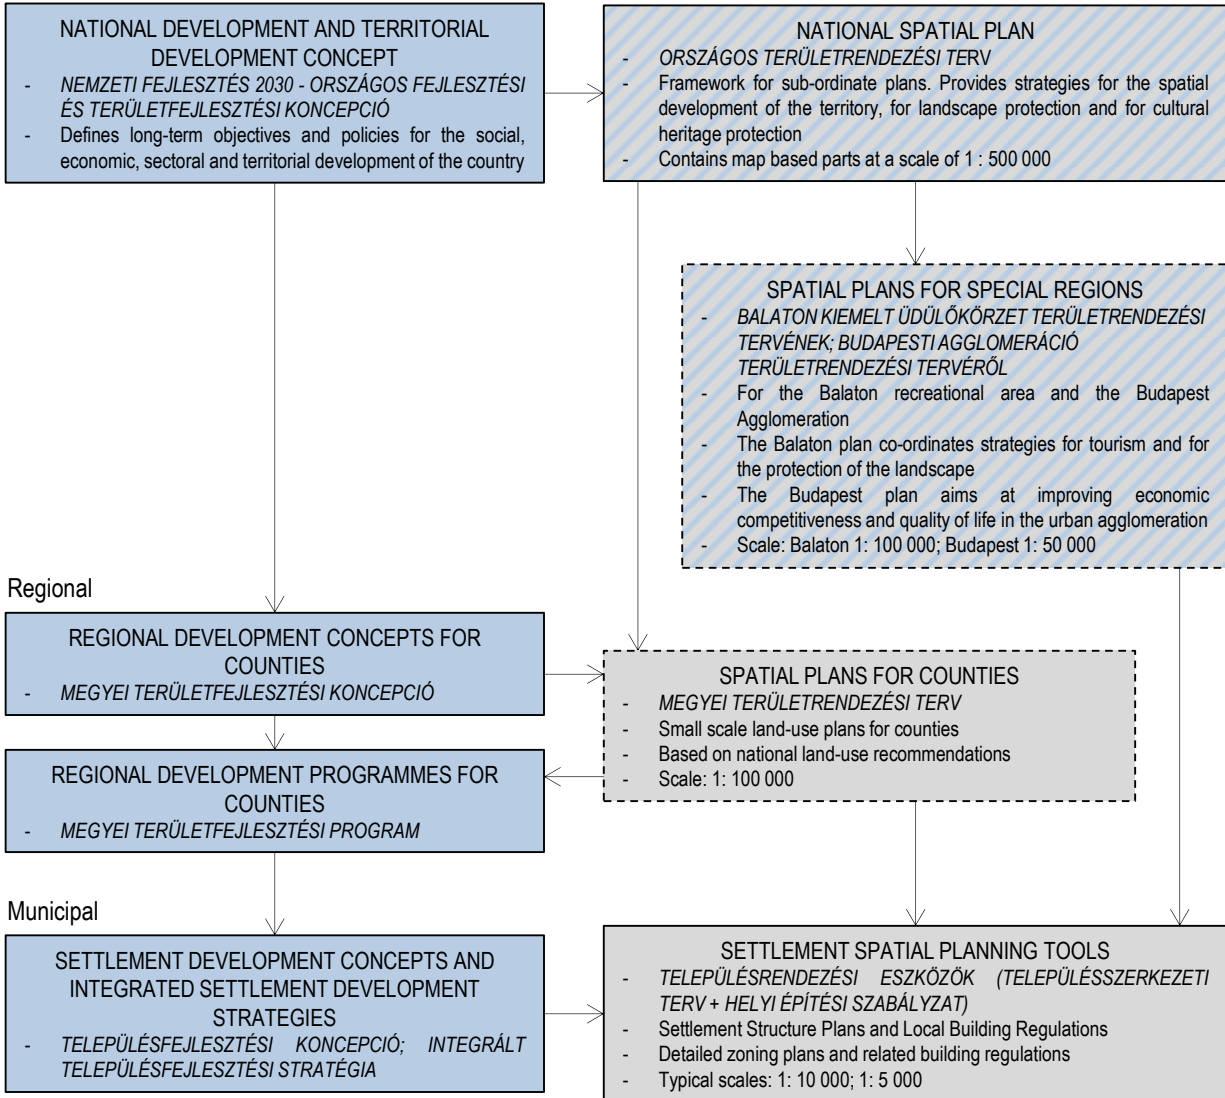 NATIONAL DEVELOPMENT AND TERRITORIAL
DEVELOPMENT CONCEPT
- NEMZETI FEJLESZTÉS 2030 - ORSZÁGOS FEJLESZTÉSI
ÉS TERÜLETFEJLESZTÉSI KONCEPCIÓ
- Defines long-term objectives and policies for the social,
economic, sectoral and territorial development of the country
NATIONAL SPATIAL PLAN
- ORSZÁGOS TERÜLETRENDEZÉSI TERV
- Framework for sub-ordinate plans. Provides strategies for the spatial
development of the territory, for landscape protection and for cultural
heritage protection
- Contains map based parts at a scale of 1 : 500 000
SPATIAL PLANS FOR SPECIAL REGIONS
- BALATON KIEMELT ÜDÜLŐKÖRZET TERÜLETRENDEZÉSI
TERVÉNEK; BUDAPESTI AGGLOMERÁCIÓ
TERÜLETRENDEZÉSI TERVÉRŐL
- For the Balaton recreational area and the Budapest
Agglomeration
- The Balaton plan co-ordinates strategies for tourism and for
the protection of the landscape
- The Budapest plan aims at improving economic
competitiveness and quality of life in the urban agglomeration
- Scale: Balaton 1: 100 000; Budapest 1: 50 000
Regional
REGIONAL DEVELOPMENT CONCEPTS FOR
COUNTIES
- MEGYEI TERÜLETFEJLESZTÉSI KONCEPCIÓ
SPATIAL PLANS FOR COUNTIES
- MEGYEI TERÜLETRENDEZÉSI TERV
- Small scale land-use plans for counties
- Based on national land-use recommendations
- Scale: 1: 100 000
REGIONAL DEVELOPMENT PROGRAMMES FOR
COUNTIES
- MEGYEI TERÜLETFEJLESZTÉSI PROGRAM
Municipal
SETTLEMENT DEVELOPMENT CONCEPTS AND
INTEGRATED SETTLEMENT DEVELOPMENT
STRATEGIES
- TELEPÜLÉSFEJLESZTÉSI KONCEPCIÓ; INTEGRÁLT
TELEPÜLÉSFEJLESZTÉSI STRATÉGIA
SETTLEMENT SPATIAL PLANNING TOOLS
- TELEPÜLÉSRENDEZÉSI ESZKÖZÖK (TELEPÜLÉSSZERKEZETI
TERV + HELYI ÉPÍTÉSI SZABÁLYZAT)
- Settlement Structure Plans and Local Building Regulations
- Detailed zoning plans and related building regulations
- Typical scales: 1: 10 000; 1: 5 000